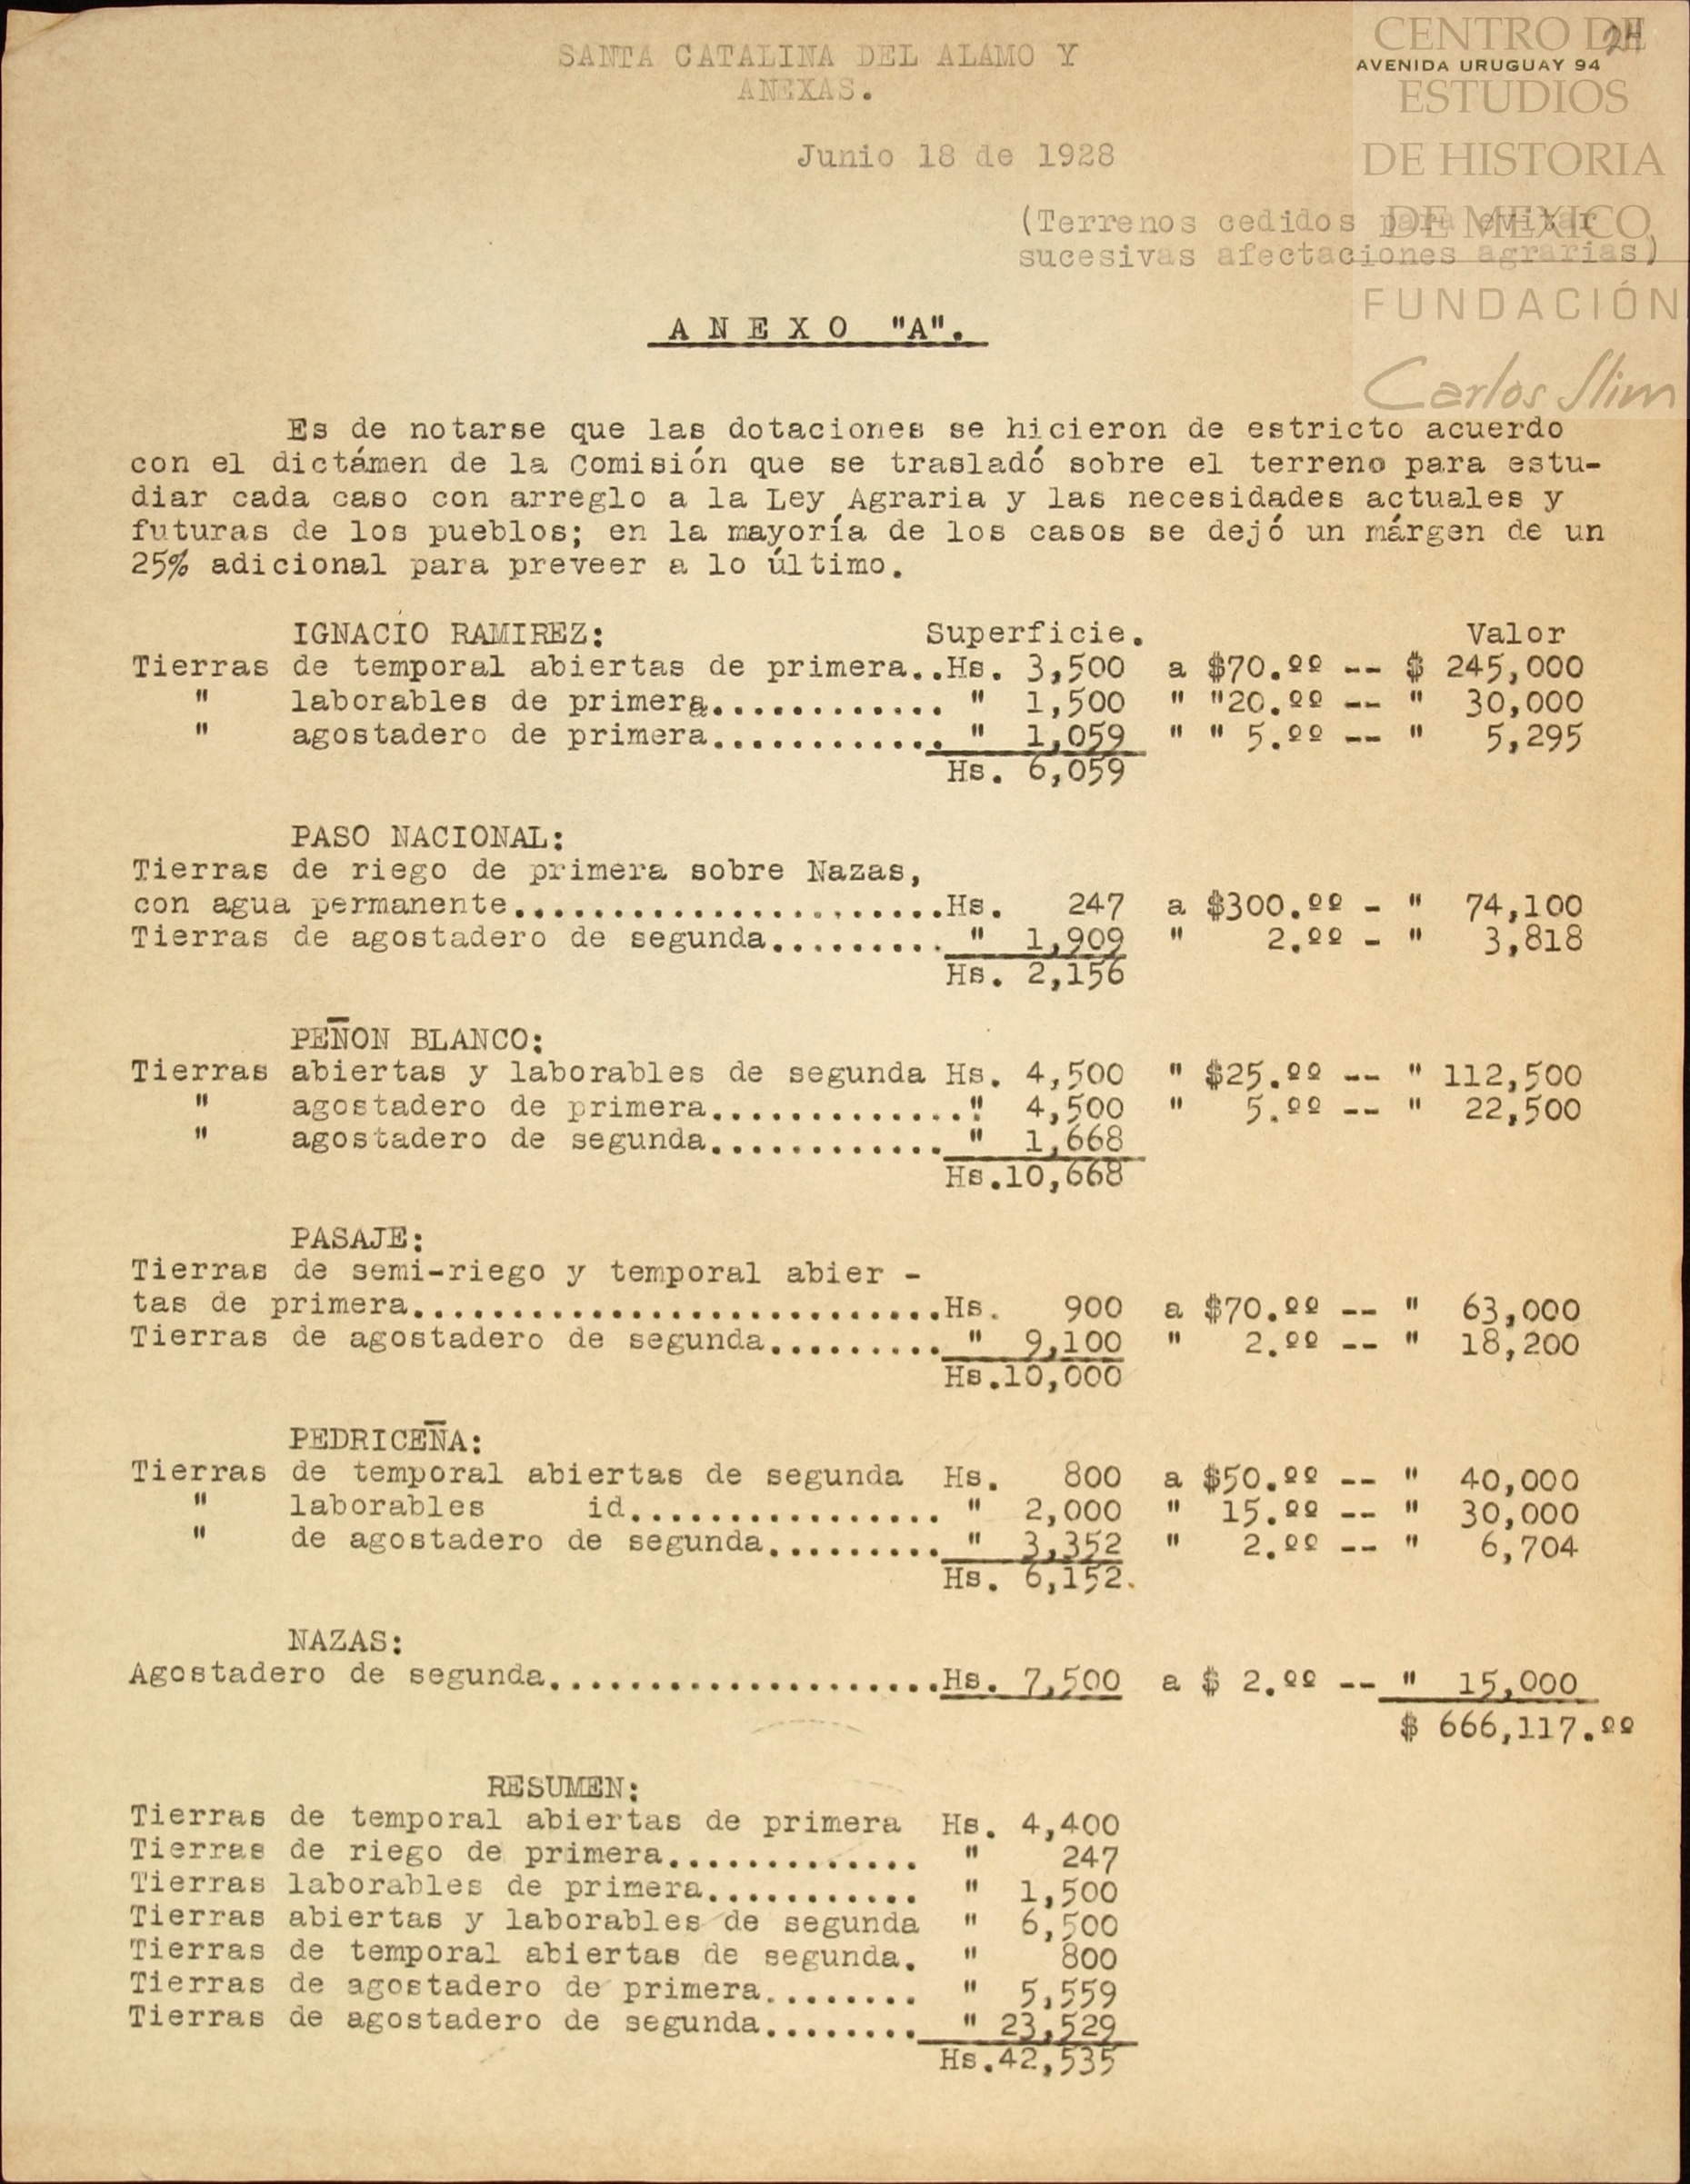 SANTA CATALINA DEL ALAMO Y
ANEXAS.
24
AVENIDA URUGUAY 94
CENTRO DE
ESTUDIOS
DE HISTORIA
DE MEXICO
FUNDACIÓN
Carlos Slim
Junio 18 de 1928
(Terrenos cedidos para evitar
sucesivas afectaciones agrarias)
A N E X O "A".
Es de notarse que las dotaciones se hicieron de estricto acuerdo
con el dictámen de la Comisión que se trasladó sobre el terreno para estu-
diar cada caso con arreglo a la Ley Agraria y las necesidades actuales y
futuras de los pueblos; en la mayoría de los casos se dejó un márgen de un
25% adicional para preveer a lo último.
IGNACIO RAMIREZ: Superficie. Valor
Tierras de temporal abiertas de primera..Hs. 3,500 a $70.00 -- $ 245,000
" laborables de primera............ " 1,500 " "20.00 -- " 30,000
" agostadero de primera............ " 1,059 " " 5.00 -- " 5,295
Hs. 6,059
PASO NACIONAL:
Tierras de riego de primera sobre Nazas,
con agua permanente......................Hs. 247 a $300.00 - " 74,100
Tierras de agostadero de segunda......... " 1,909 " 2.00 - " 3,818
Hs. 2,156
PEÑON BLANCO:
Tierras abiertas y laborables de segunda Hs. 4,500 " $25.00 -- " 112,500
" agostadero de primera............." 4,500 " 5.00 -- " 22,500
" agostadero de segunda............ " 1,668
Hs.10,668
PASAJE:
Tierras de semi-riego y temporal abier -
tas de primera...........................Hs. 900 a $70.00 -- " 63,000
Tierras de agostadero de segunda......... " 9,100 " 2.00 -- " 18,200
Hs.10,000
PEDRICEÑA:
Tierras de temporal abiertas de segunda Hs. 800 a $50.00 -- " 40,000
" laborables id................ " 2,000 " 15.00 -- " 30,000
" de agostadero de segunda......... " 3,352 " 2.00 -- " 6,704
Hs. 6,152.
NAZAS:
Agostadero de segunda....................Hs. 7,500 a $ 2.00 -- " 15,000
$ 666,117.00
RESUMEN:
Tierras de temporal abiertas de primera Hs. 4,400
Tierras de riego de primera............. " 247
Tierras laborables de primera........... " 1,500
Tierras abiertas y laborables de segunda " 6,500
Tierras de temporal abiertas de segunda. " 800
Tierras de agostadero de primera........ " 5,559
Tierras de agostadero de segunda........ " 23,529
Hs.42,535